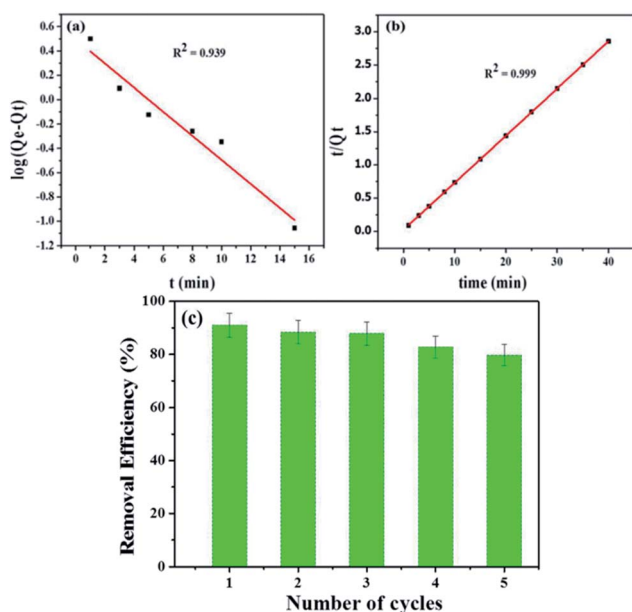 (a)
R² = 0.939
0.6
0.4
0.2
0.0
-0.2
-0.4
-0.6
-0.8
-1.0
-1.2
log(Qe-Qt)
0 2 4 6 8 10 12 14 16
t (min)
(b)
R² = 0.999
3.0
2.5
2.0
1.5
1.0
0.5
0.0
t/Qt
0 10 20 30 40
time (min)
(c)
100
80
60
40
20
0
Removal Efficiency (%)
1 2 3 4 5
Number of cycles